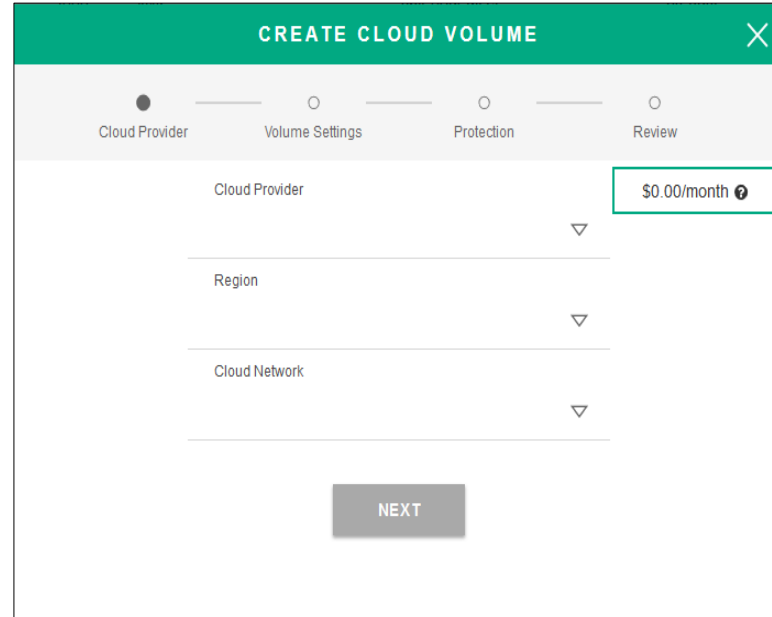 CREATE CLOUD VOLUME
Cloud Provider
Volume Settings
Protection
Review
Cloud Provider
$0.00/month
Region
Cloud Network
NEXT